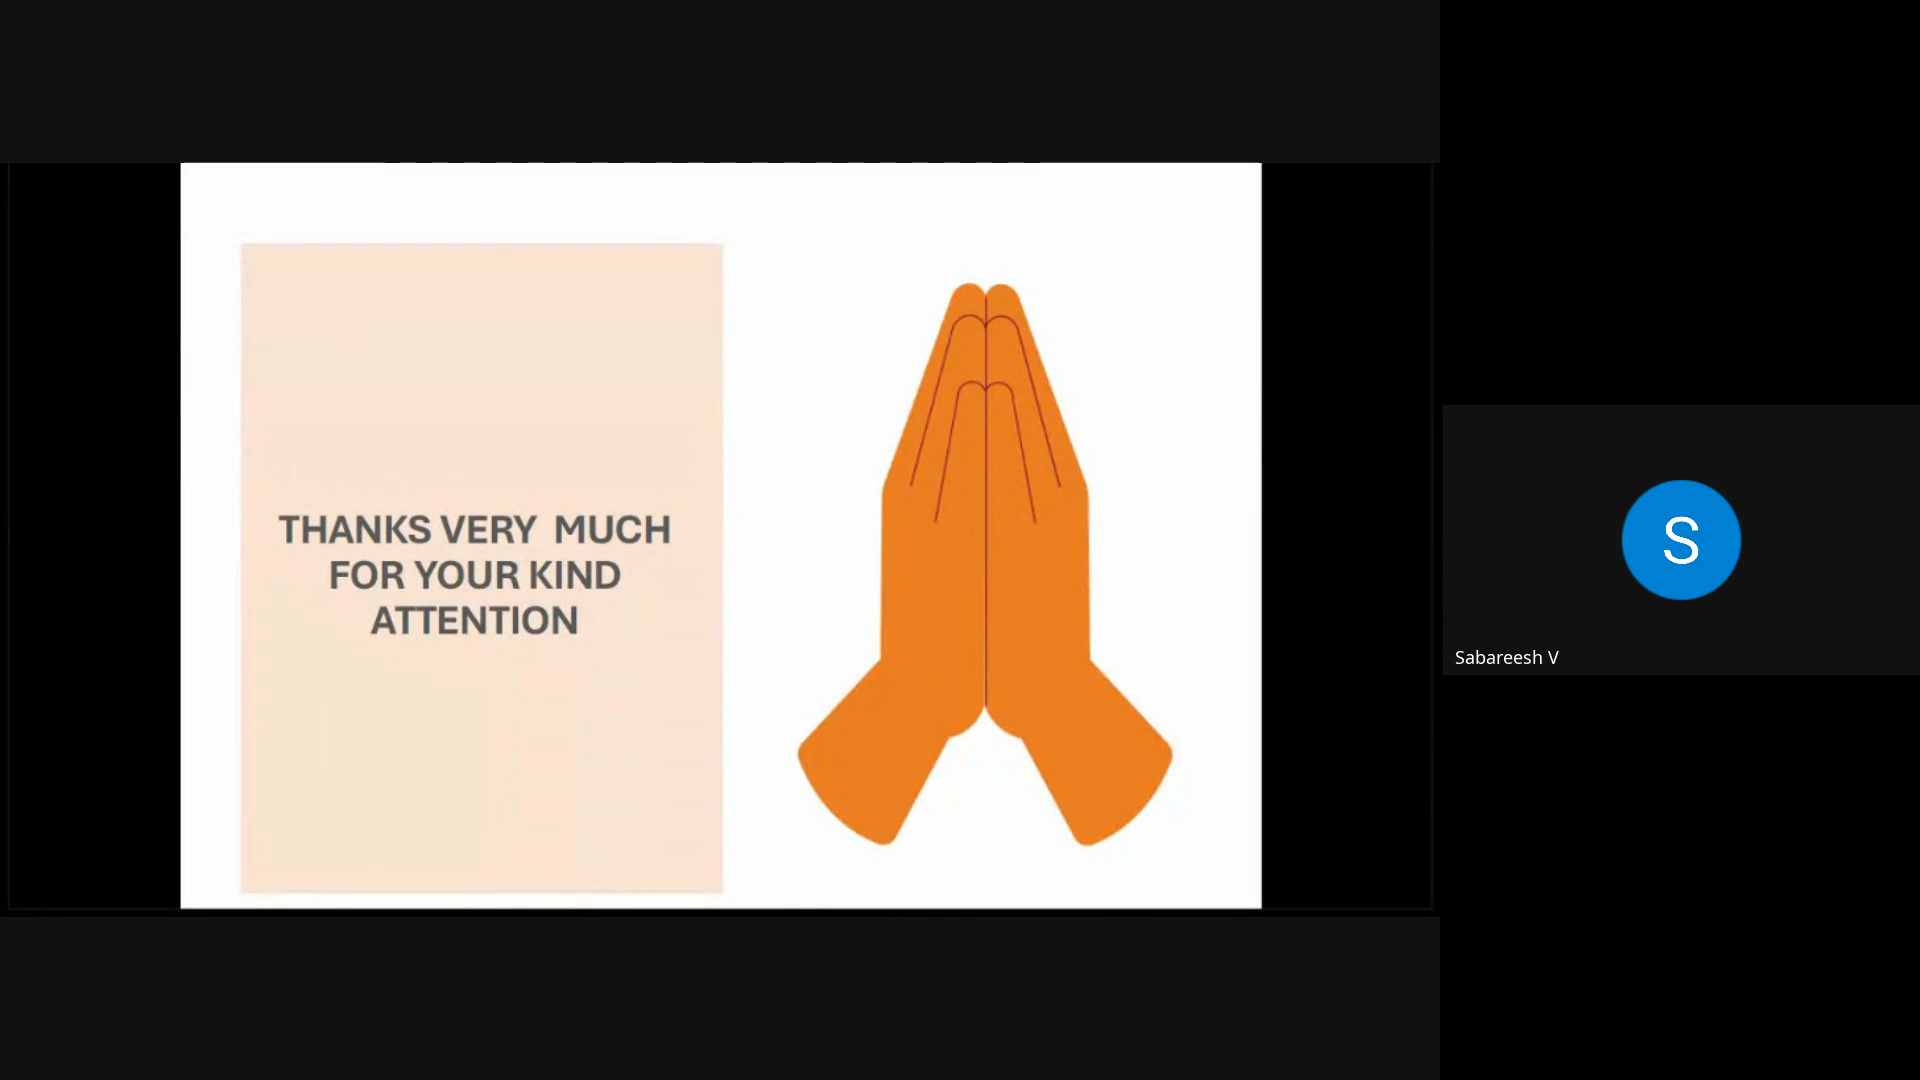 THANKS VERY MUCH
FOR YOUR KIND
ATTENTION
S
Sabareesh V